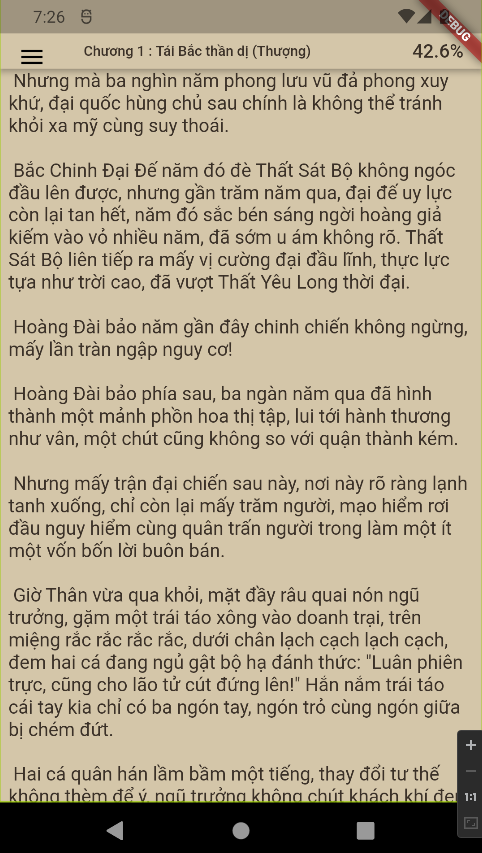 7:26
DEBUG
Chương 1 : Tái Bắc thần dị (Thượng)
42.6%
Nhưng mà ba nghìn năm phong lưu vũ đả phong xuy
khứ, đại quốc hùng chủ sau chính là không thể tránh
khỏi xa mỹ cùng suy thoái.
Bắc Chinh Đại Đế năm đó đè Thất Sát Bộ không ngóc
đầu lên được, nhưng gần trăm năm qua, đại đế uy lực
còn lại tan hết, năm đó sắc bén sáng ngời hoàng giả
kiếm vào vỏ nhiều năm, đã sớm u ám không rõ. Thất
Sát Bộ liên tiếp ra mấy vị cường đại đầu lĩnh, thực lực
tựa như trời cao, đã vượt Thất Yêu Long thời đại.
Hoàng Đài bảo năm gần đây chinh chiến không ngừng,
mấy lần tràn ngập nguy cơ!
Hoàng Đài bảo phía sau, ba ngàn năm qua đã hình
thành một mảnh phồn hoa thị tập, lui tới hành thương
như vân, một chút cũng không so với quận thành kém.
Nhưng mấy trận đại chiến sau này, nơi này rõ ràng lạnh
tanh xuống, chỉ còn lại mấy trăm người, mạo hiểm rơi
đầu nguy hiểm cùng quân trấn người trong làm một ít
một vốn bốn lời buôn bán.
Giờ Thân vừa qua khỏi, mặt đầy râu quai nón ngũ
trưởng, gặm một trái táo xông vào doanh trại, trên
miệng rắc rắc rắc rắc, dưới chân lạch cạch lạch cạch,
đem hai cá đang ngủ gật bộ hạ đánh thức: "Luân phiên
trực, cũng cho lão tử cút đứng lên!" Hắn nắm trái táo
cái tay kia chỉ có ba ngón tay, ngón trỏ cùng ngón giữa
bị chém đứt.
Hai cá quân hán lầm bầm một tiếng, thay đổi tư thế
không thèm để ý, ngũ trưởng không chút khách khí
1:1